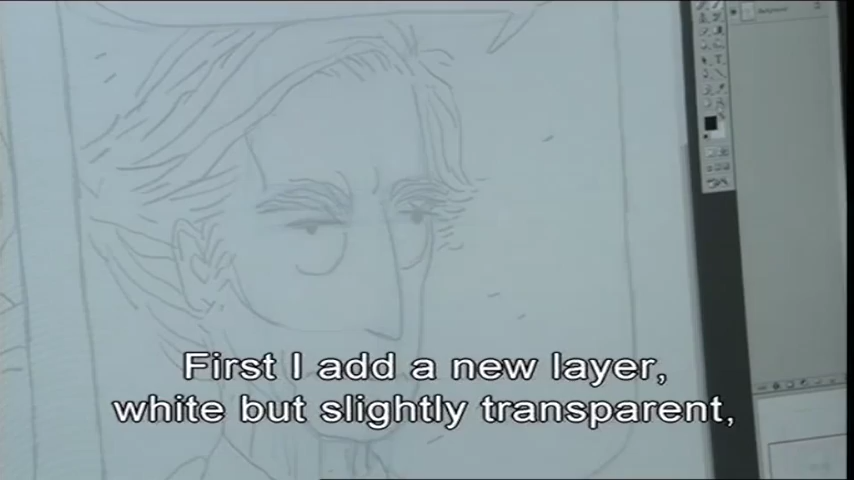 First I add a new layer,
white but slightly transparent,